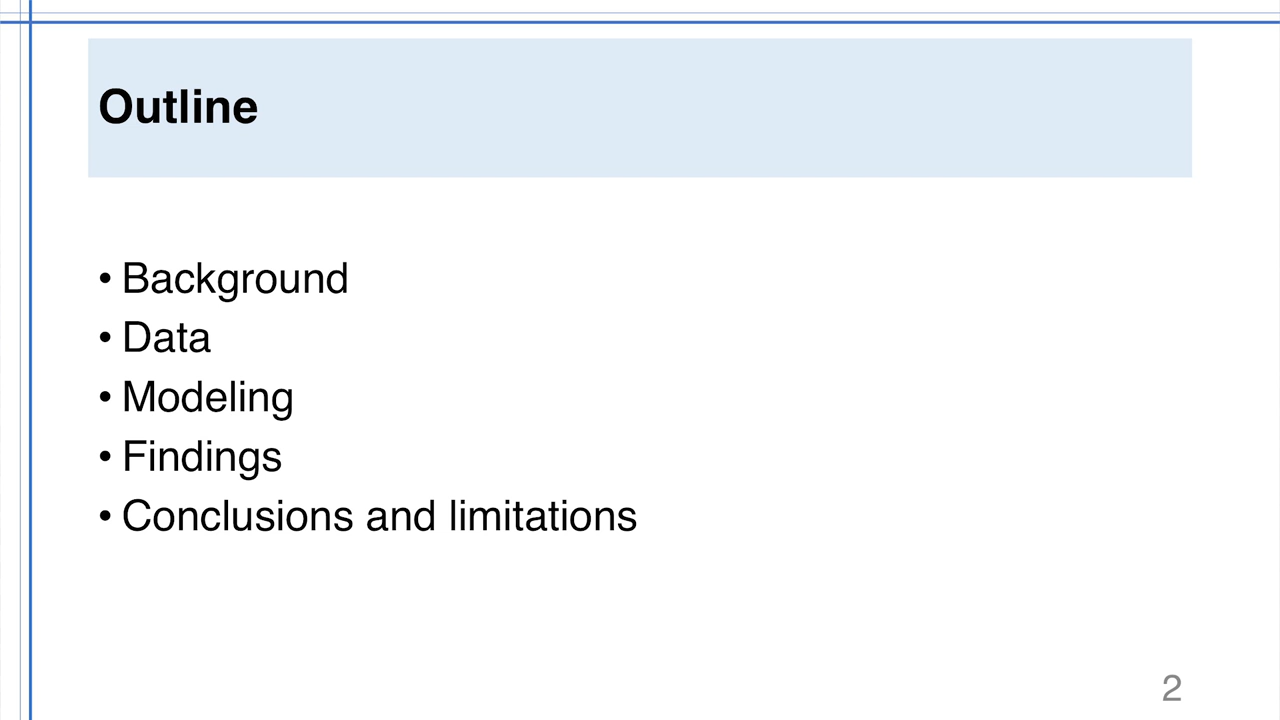 Outline
• Background
• Data
• Modeling
• Findings
• Conclusions and limitations
2